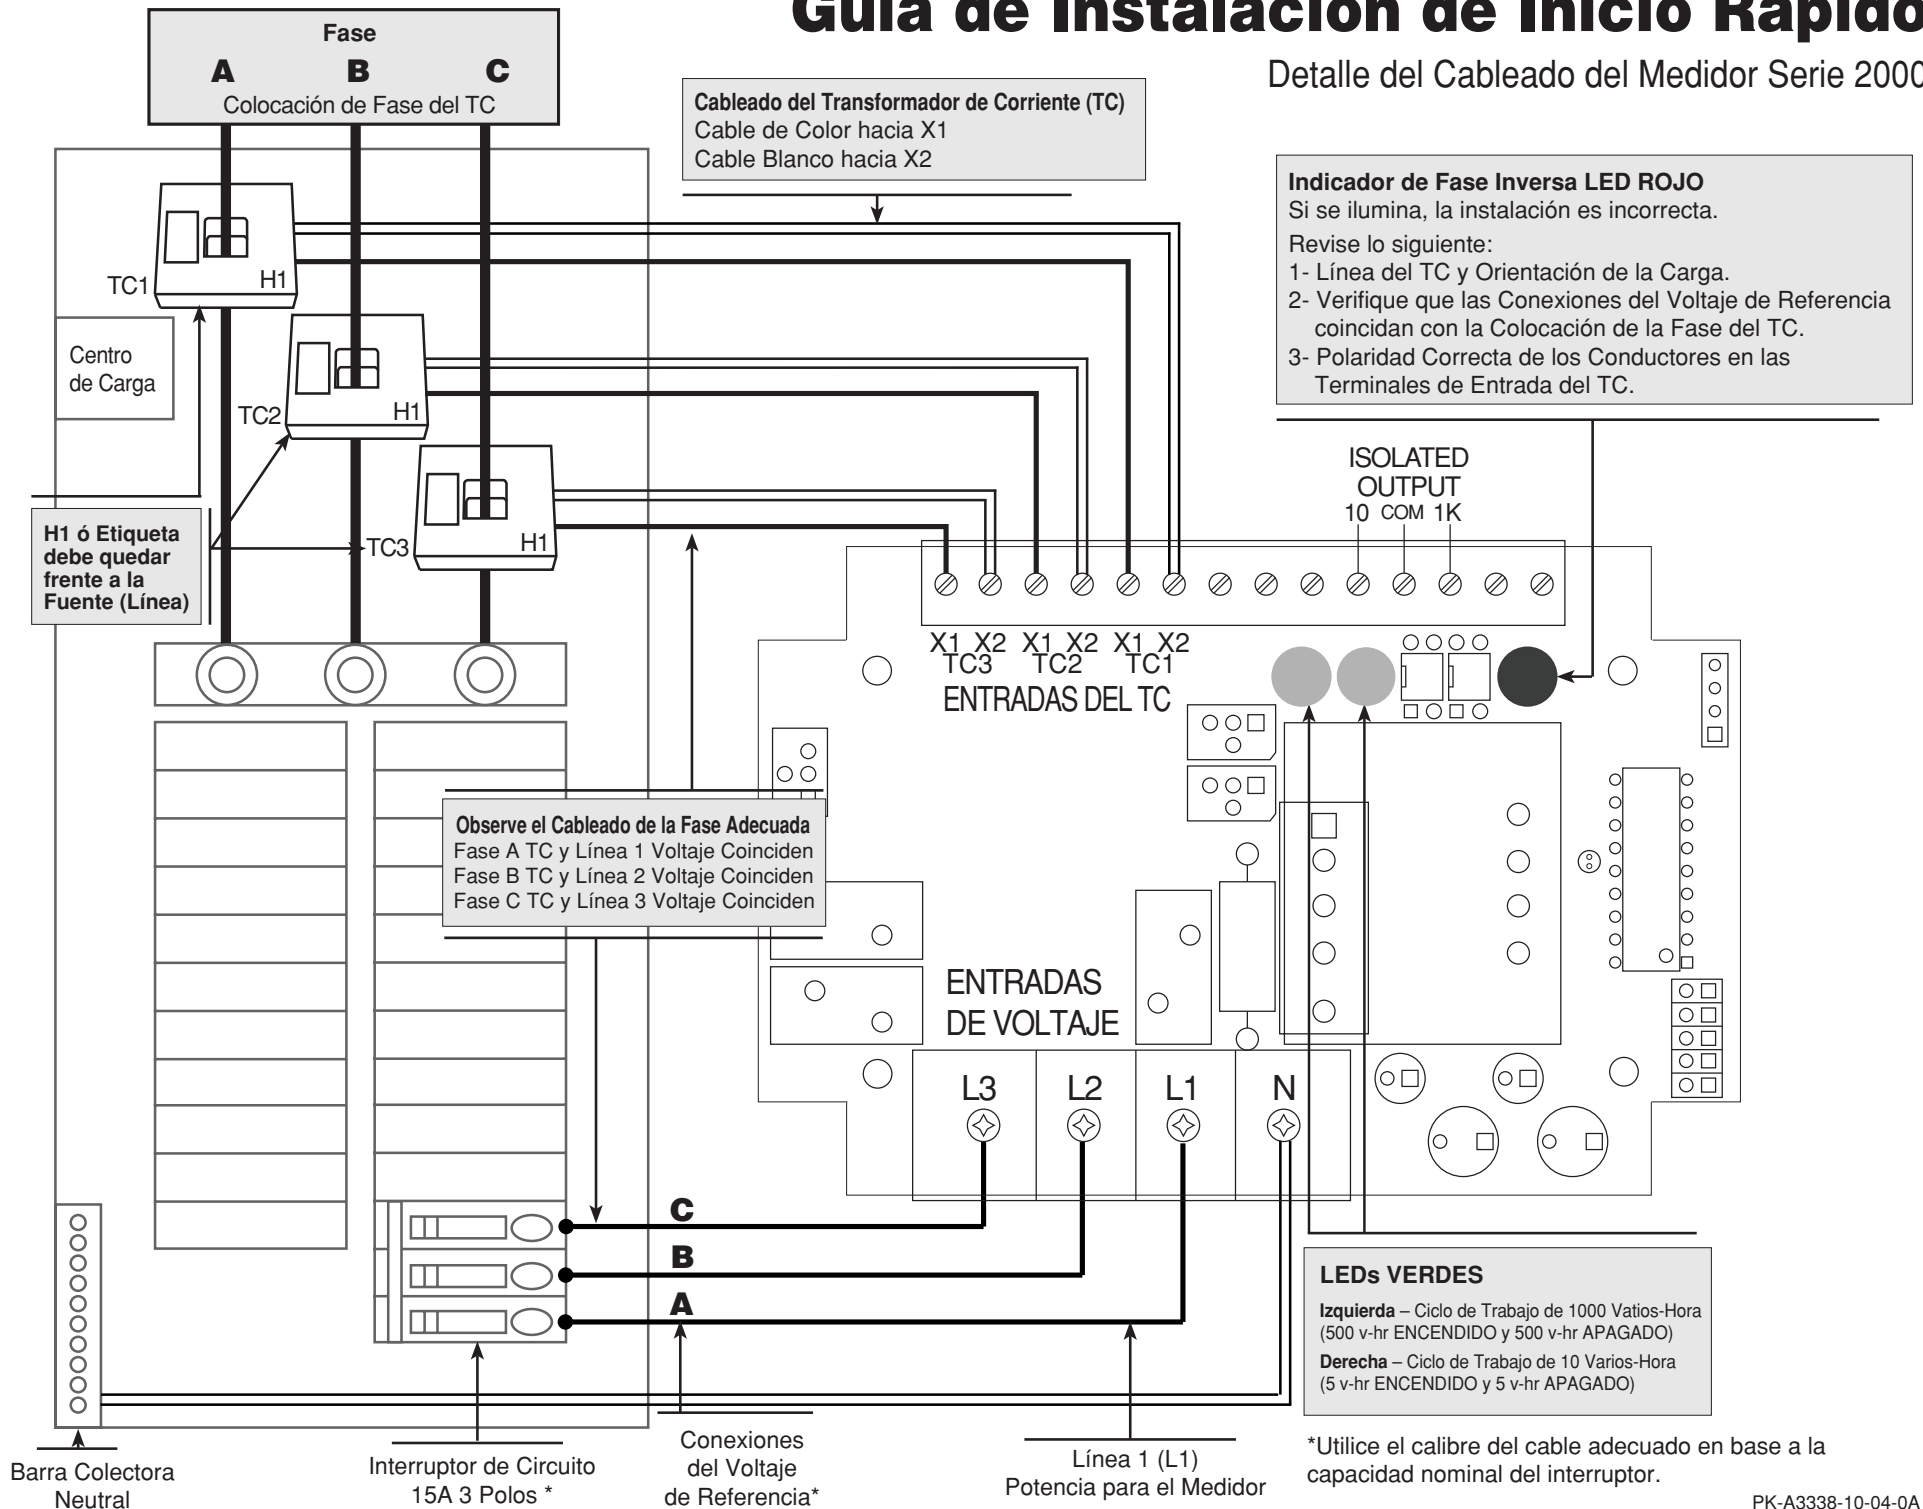 Guía de Instalación de Inicio Rápido
Detalle del Cableado del Medidor Serie 2000
Fase
A B C
Colocación de Fase del TC
Cableado del Transformador de Corriente (TC)
Cable de Color hacia X1
Cable Blanco hacia X2
Indicador de Fase Inversa LED ROJO
Si se ilumina, la instalación es incorrecta.
Revise lo siguiente:
1- Línea del TC y Orientación de la Carga.
2- Verifique que las Conexiones del Voltaje de Referencia
coincidan con la Colocación de la Fase del TC.
3- Polaridad Correcta de los Conductores en las
Terminales de Entrada del TC.
TC1
H1
Centro
de Carga
TC2
H1
TC3
H1
H1 ó Etiqueta
debe quedar
frente a la
Fuente (Línea)
ISOLATED
OUTPUT
10 COM 1K
X1 X2 X1 X2 X1 X2
TC3 TC2 TC1
ENTRADAS DEL TC
Observe el Cableado de la Fase Adecuada
Fase A TC y Línea 1 Voltaje Coinciden
Fase B TC y Línea 2 Voltaje Coinciden
Fase C TC y Línea 3 Voltaje Coinciden
ENTRADAS
DE VOLTAJE
L3 L2 L1 N
C
B
A
LEDs VERDES
Izquierda – Ciclo de Trabajo de 1000 Vatios-Hora
(500 v-hr ENCENDIDO y 500 v-hr APAGADO)
Derecha – Ciclo de Trabajo de 10 Varios-Hora
(5 v-hr ENCENDIDO y 5 v-hr APAGADO)
Barra Colectora
Neutral
Interruptor de Circuito
15A 3 Polos *
Conexiones
del Voltaje
de Referencia*
Línea 1 (L1)
Potencia para el Medidor
*Utilice el calibre del cable adecuado en base a la
capacidad nominal del interruptor.
PK-A3338-10-04-0A